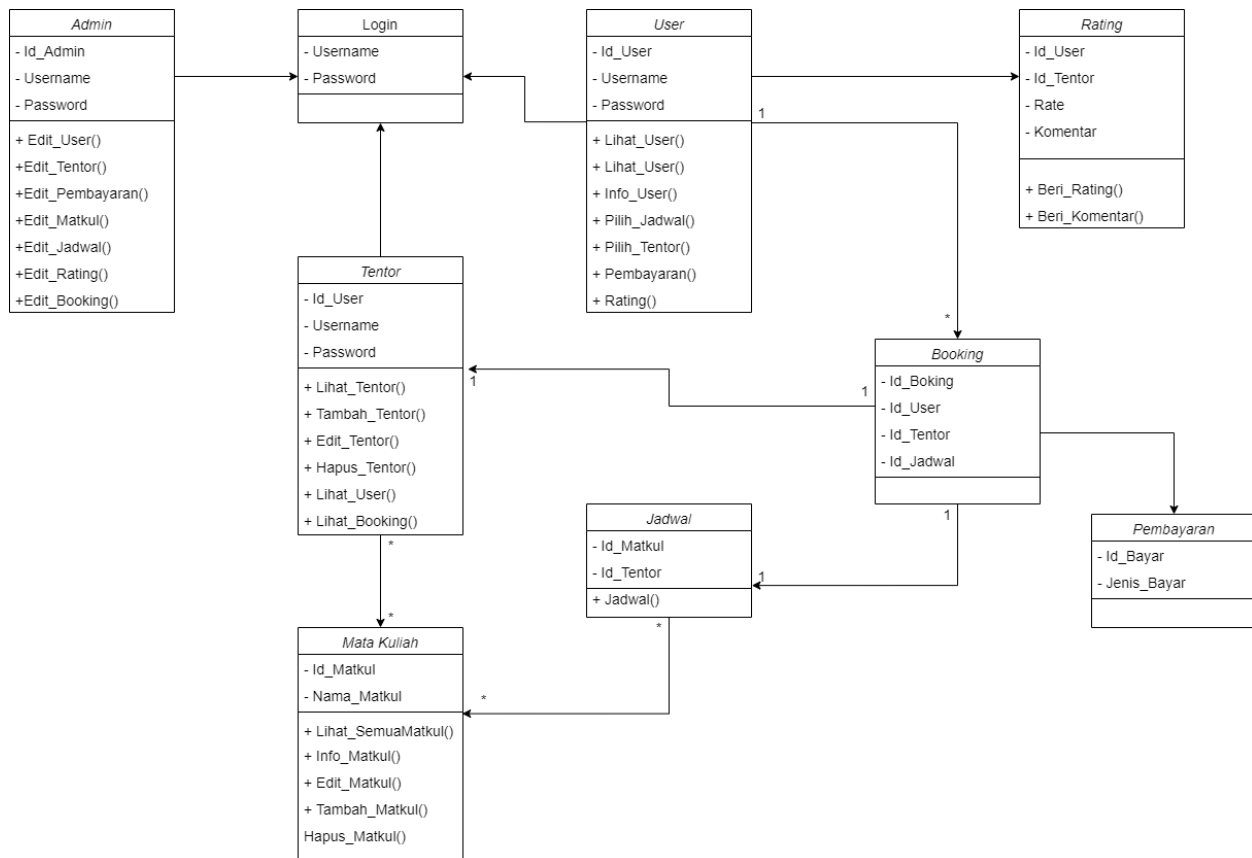 Admin
- Id_Admin
- Username
- Password
+ Edit_User()
+Edit_Tentor()
+Edit_Pembayaran()
+Edit_Matkul()
+Edit_Jadwal()
+Edit_Rating()
+Edit_Booking()
Login
- Username
- Password
User
- Id_User
- Username
- Password
+ Lihat_User()
+ Lihat_User()
+ Info_User()
+ Pilih_Jadwal()
+ Pilih_Tentor()
+ Pembayaran()
+ Rating()
Rating
- Id_User
- Id_Tentor
- Rate
- Komentar
+ Beri_Rating()
+ Beri_Komentar()
1
*
Tentor
- Id_User
- Username
- Password
+ Lihat_Tentor()
+ Tambah_Tentor()
+ Edit_Tentor()
+ Hapus_Tentor()
+ Lihat_User()
+ Lihat_Booking()
1
1
Booking
- Id_Boking
- Id_User
- Id_Tentor
- Id_Jadwal
1
1
Jadwal
- Id_Matkul
- Id_Tentor
+ Jadwal()
Pembayaran
- Id_Bayar
- Jenis_Bayar
*
*
*
*
Mata Kuliah
- Id_Matkul
- Nama_Matkul
+ Lihat_SemuaMatkul()
+ Info_Matkul()
+ Edit_Matkul()
+ Tambah_Matkul()
Hapus_Matkul()